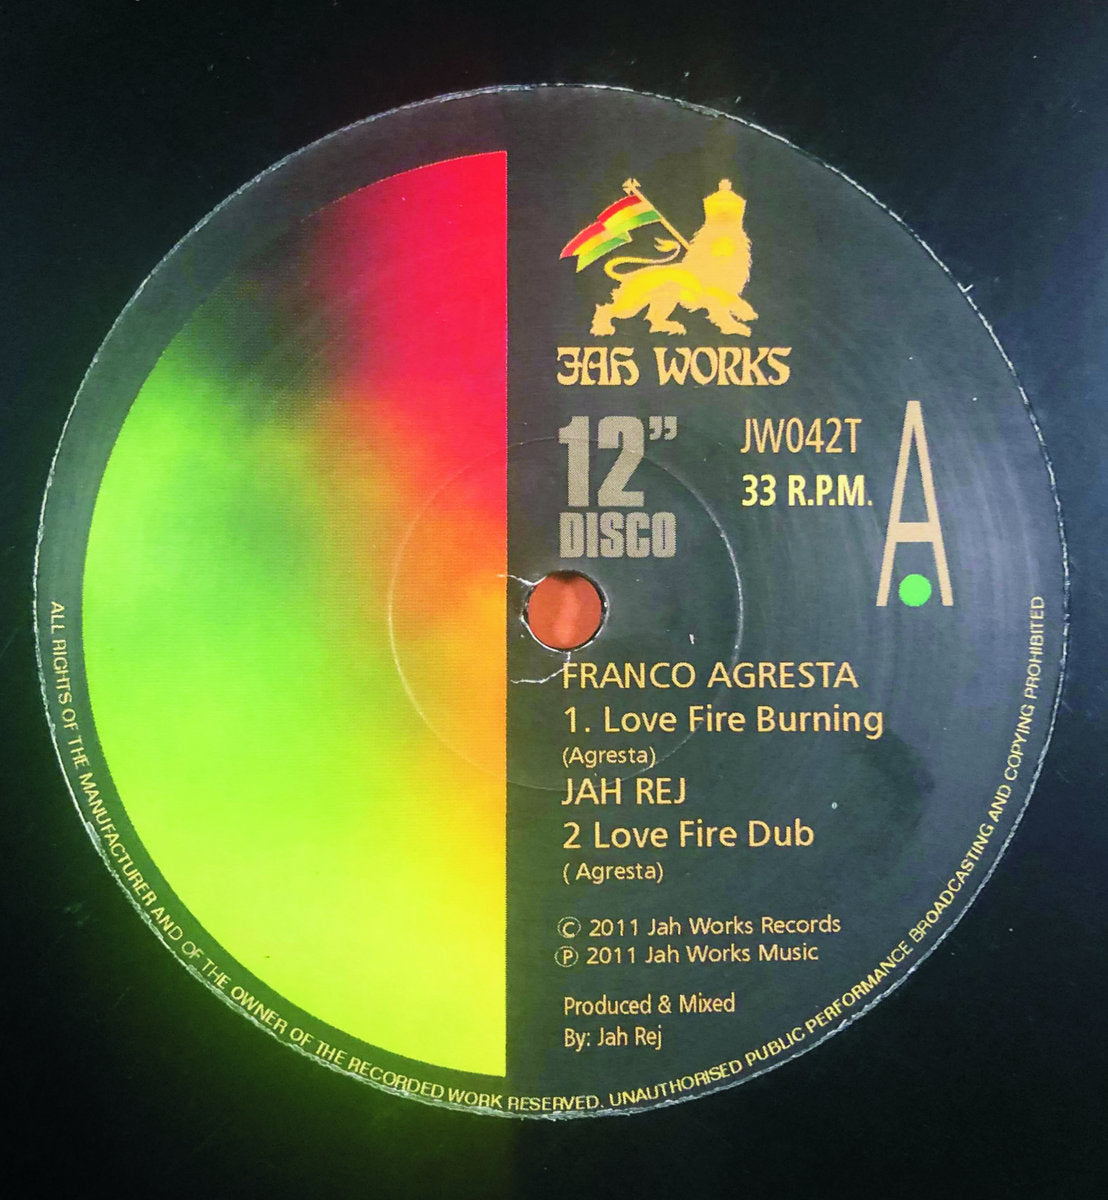 JAH WORKS
12”
DISCO
JW042T
33 R.P.M.
A
FRANCO AGRESTA
1. Love Fire Burning
(Agresta)
JAH REJ
2 Love Fire Dub
( Agresta)
© 2011 Jah Works Records
℗ 2011 Jah Works Music
Produced & Mixed
By: Jah Rej
ALL RIGHTS OF THE MANUFACTURER AND OF THE OWNER OF THE RECORDED WORK RESERVED. UNAUTHORISED PUBLIC PERFORMANCE BROADCASTING AND COPYING PROHIBITED